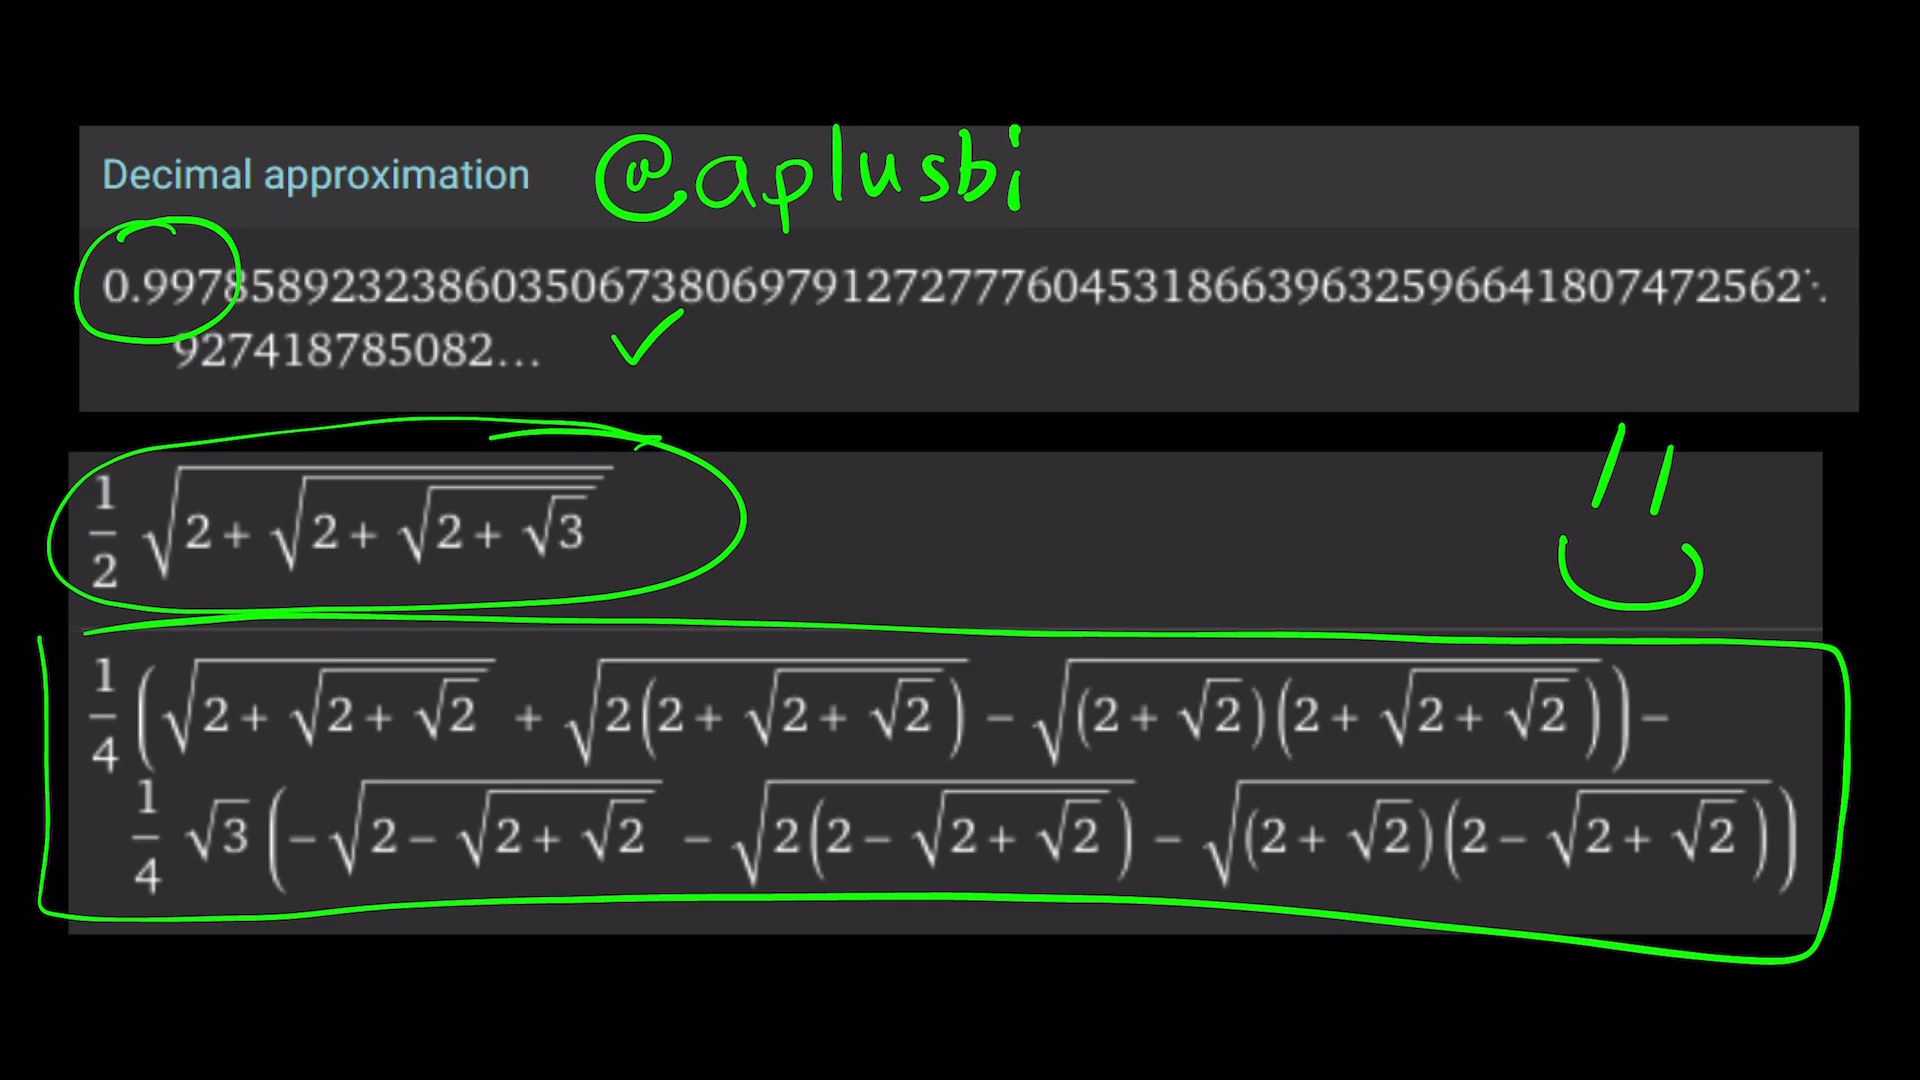 Decimal approximation @aplusbi
0.9978589232386035067380697912727776045318663963259664180747256 2⋱
927418785082…
1/2 √(2 + √(2 + √(2 + √3)))
1/4 (√(2 + √(2 + √2)) + √(2(2 + √(2 + √2))) − √((2 + √2)(2 + √(2 + √2)))) −
1/4 √3 (−√(2 − √(2 + √2)) − √(2(2 − √(2 + √2))) − √((2 + √2)(2 − √(2 + √2))))